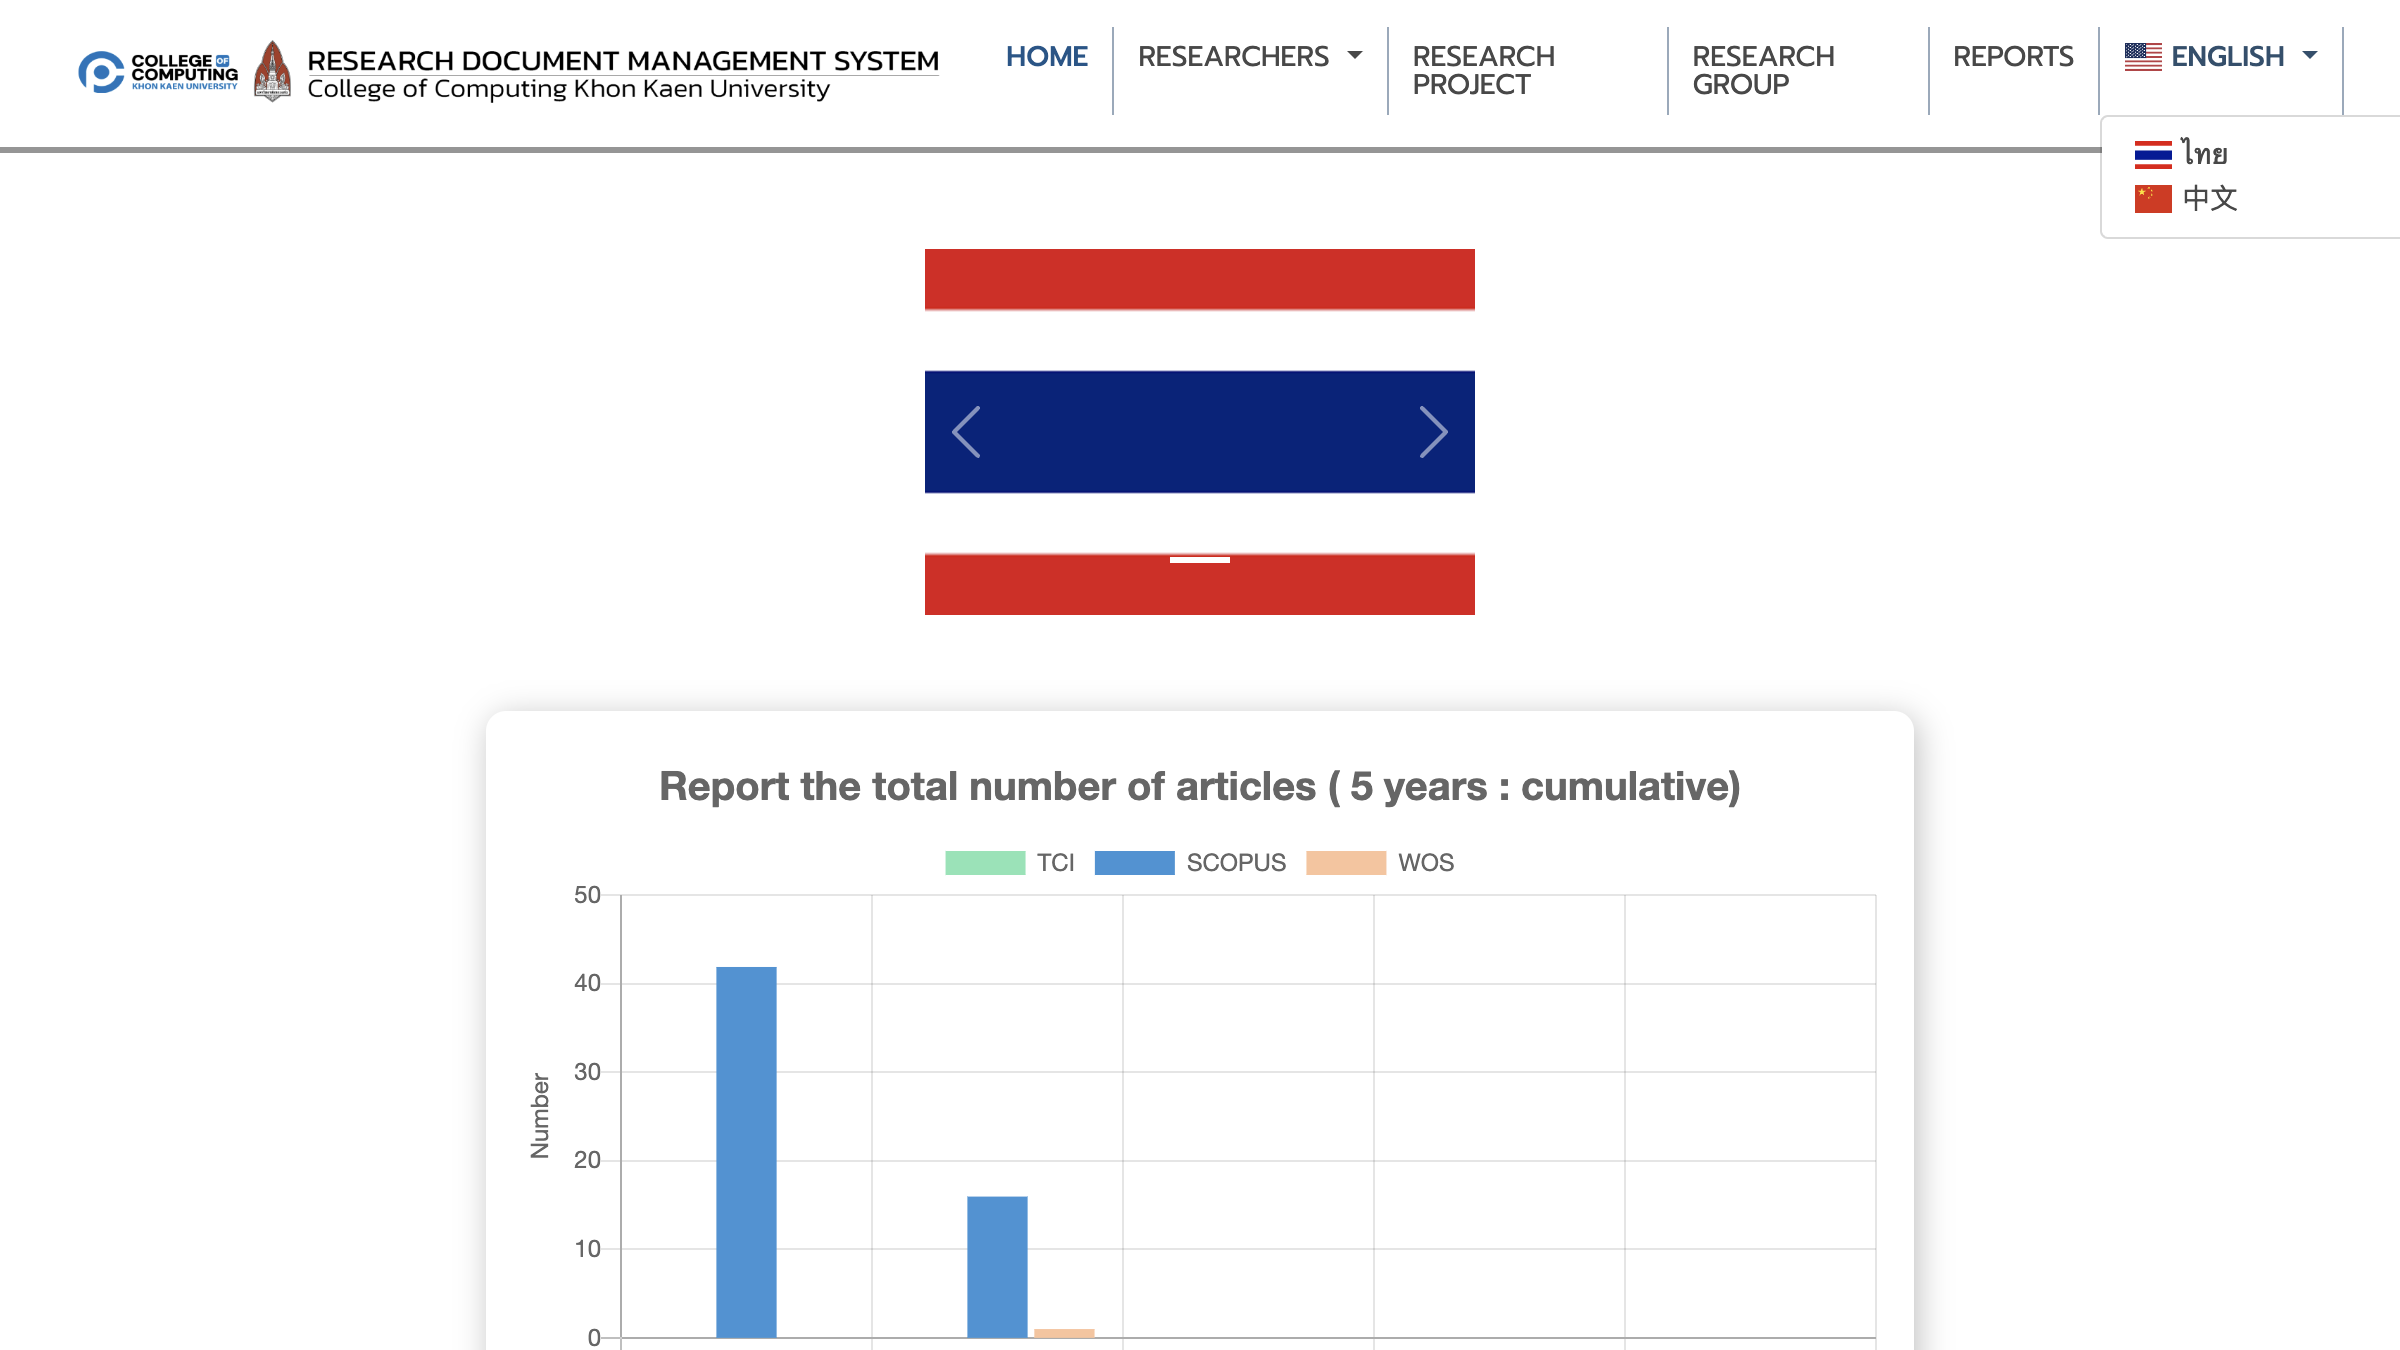 COLLEGE OF
COMPUTING
KHON KAEN UNIVERSITY
RESEARCH DOCUMENT MANAGEMENT SYSTEM
College of Computing Khon Kaen University
HOME
RESEARCHERS
RESEARCH
PROJECT
RESEARCH
GROUP
REPORTS
ENGLISH
ไทย
中文
Report the total number of articles ( 5 years : cumulative)
TCI
SCOPUS
WOS
50
40
30
20
10
0
Number